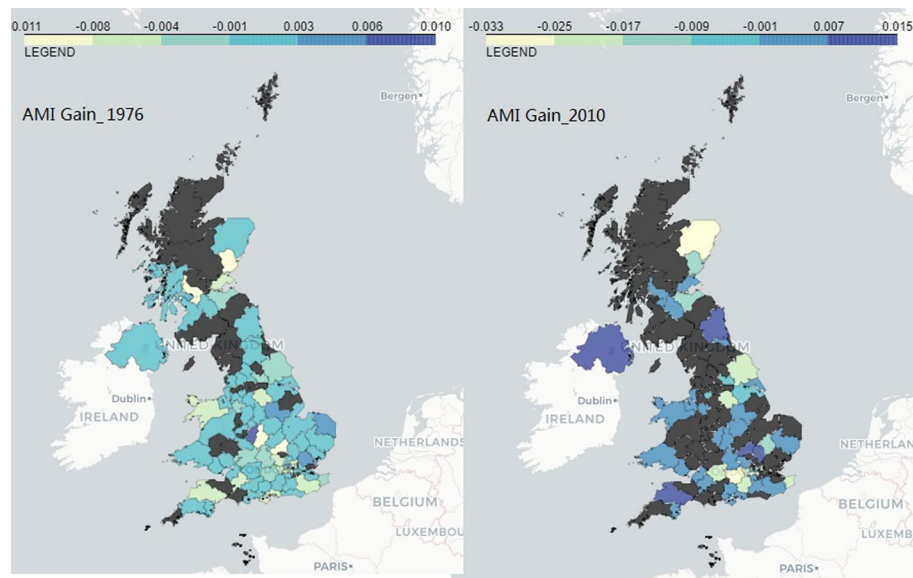 0.011 -0.008 -0.004 -0.001 0.003 0.006 0.010
LEGEND
AMI Gain_1976
Bergen
UNITED KINGDOM
Dublin
IRELAND
NETHERLANDS
BELGIUM
LUXEMBOU
PARIS
-0.033 -0.025 -0.017 -0.009 -0.001 0.007 0.015
LEGEND
AMI Gain_2010
Bergen
UNITED KINGDOM
Dublin
IRELAND
NETHERLAN
BELGIUM
LUXEM
PARIS